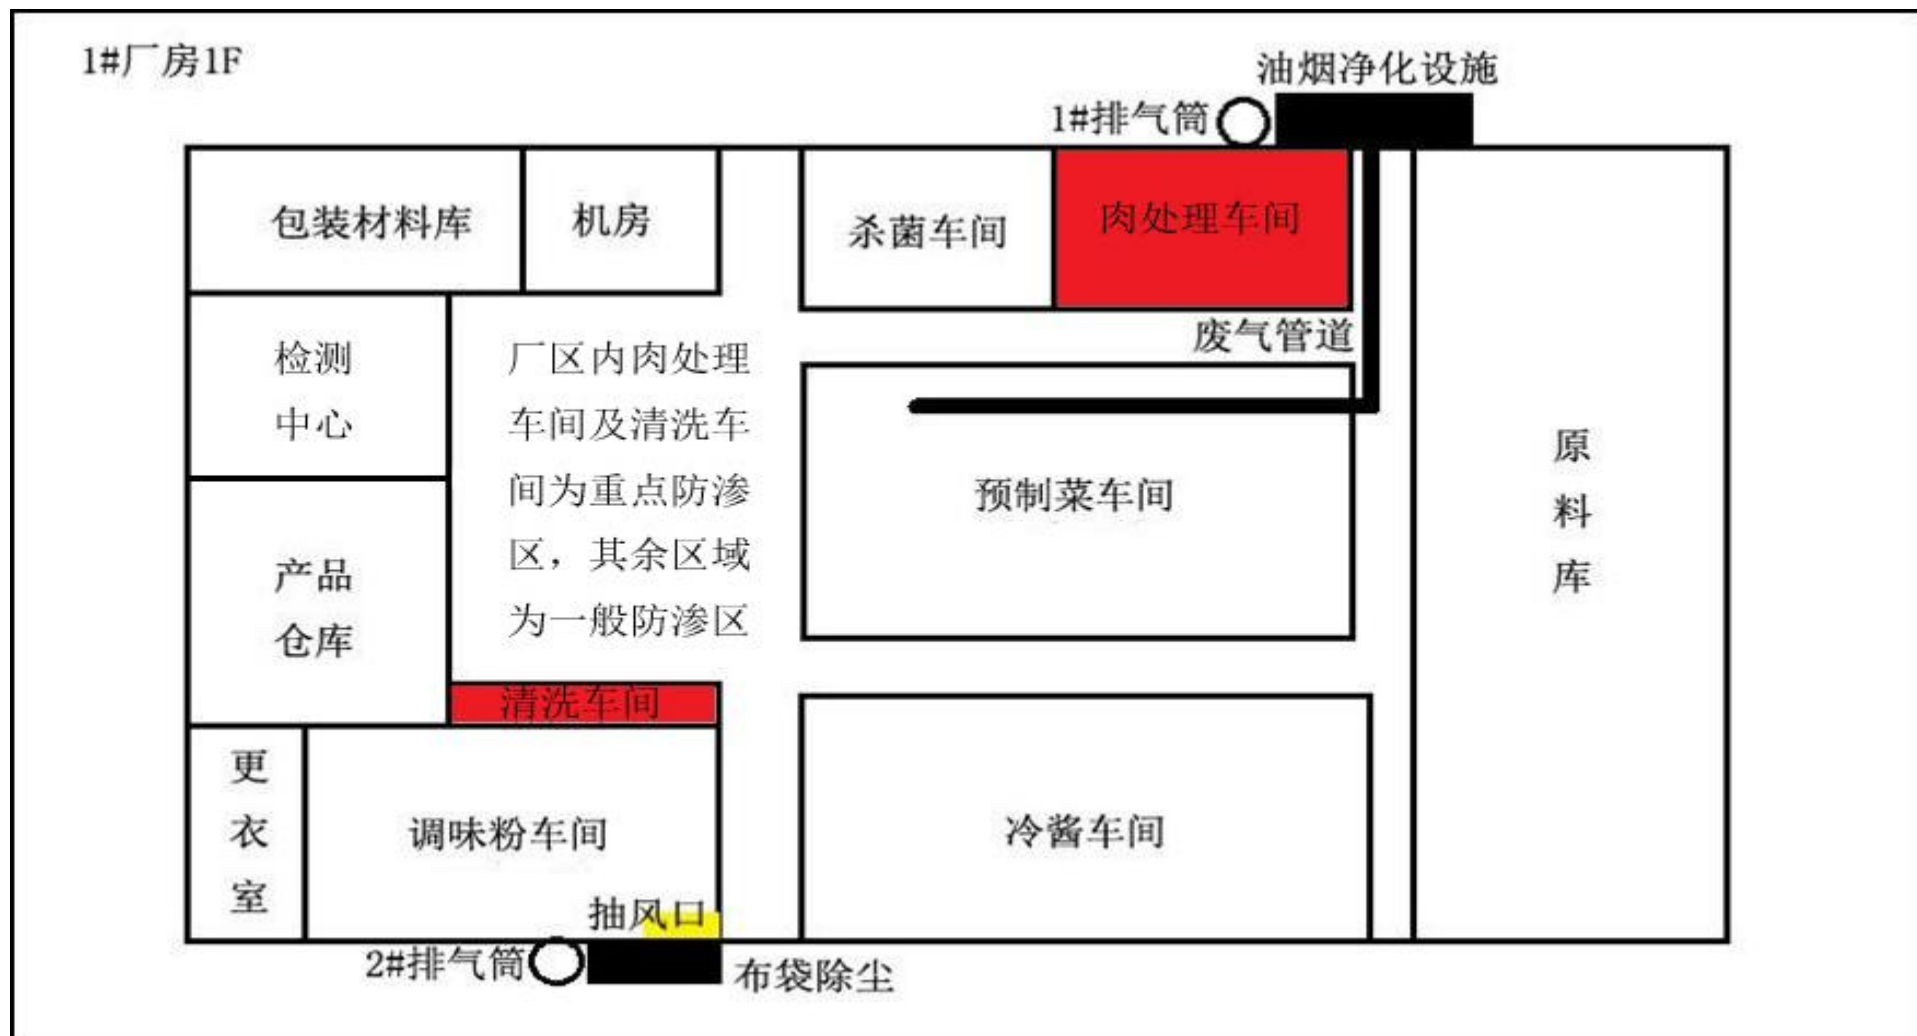 1#厂房1F
油烟净化设施
1#排气筒
包装材料库
机房
杀菌车间
肉处理车间
废气管道
检测
中心
厂区内肉处理
车间及清洗车
间为重点防渗
区，其余区域
为一般防渗区
预制菜车间
原
料
库
产品
仓库
清洗车间
更
衣
室
调味粉车间
冷酱车间
抽风口
2#排气筒
布袋除尘